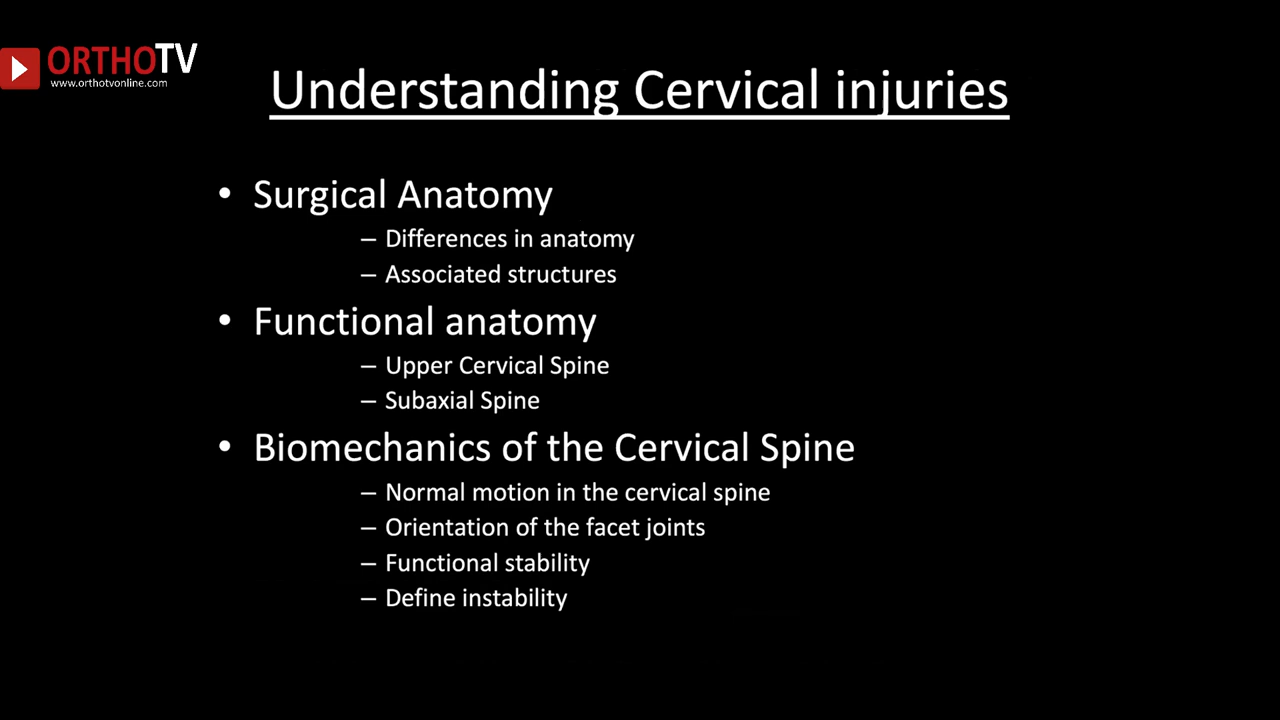 ORTHOTV
www.orthotvonline.com
Understanding Cervical injuries
• Surgical Anatomy
– Differences in anatomy
– Associated structures
• Functional anatomy
– Upper Cervical Spine
– Subaxial Spine
• Biomechanics of the Cervical Spine
– Normal motion in the cervical spine
– Orientation of the facet joints
– Functional stability
– Define instability